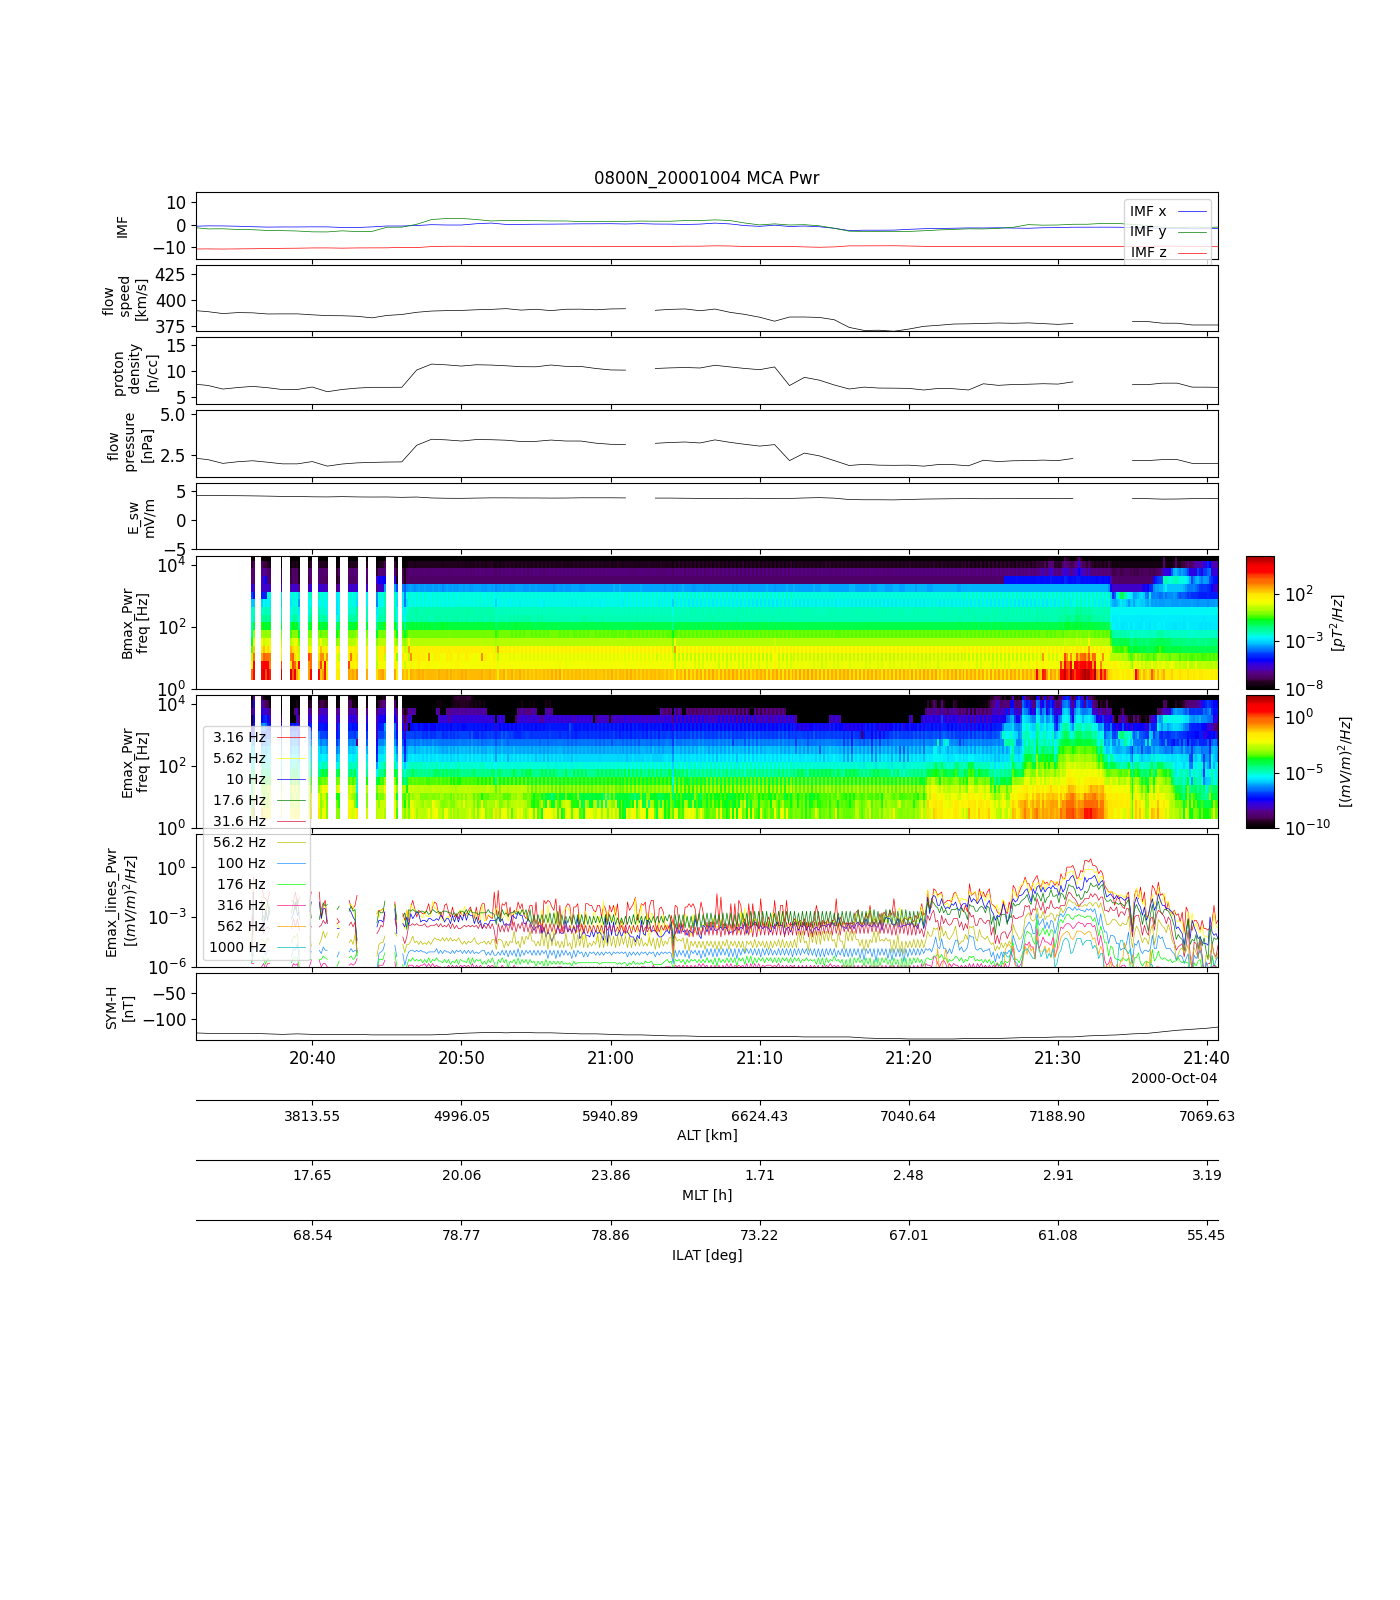 0800N_20001004 MCA Pwr
10
0
−10
IMF
IMF x
IMF y
IMF z
425
400
375
flow
speed
[km/s]
15
10
5
proton
density
[n/cc]
5.0
2.5
flow
pressure
[nPa]
5
0
−5
E_sw
mV/m
10^4
10^2
10^0
Bmax_Pwr
freq [Hz]
10^2
10^−3
10^−8
[pT^2/Hz]
10^4
10^2
10^0
Emax_Pwr
freq [Hz]
10^0
10^−5
10^−10
[(mV/m)^2/Hz]
3.16 Hz
5.62 Hz
10 Hz
17.6 Hz
31.6 Hz
56.2 Hz
100 Hz
176 Hz
316 Hz
562 Hz
1000 Hz
10^0
10^−3
10^−6
Emax_lines_Pwr
[(mV/m)^2/Hz]
−50
−100
SYM-H
[nT]
20:40 20:50 21:00 21:10 21:20 21:30 21:40
2000-Oct-04
3813.55 4996.05 5940.89 6624.43 7040.64 7188.90 7069.63
ALT [km]
17.65 20.06 23.86 1.71 2.48 2.91 3.19
MLT [h]
68.54 78.77 78.86 73.22 67.01 61.08 55.45
ILAT [deg]